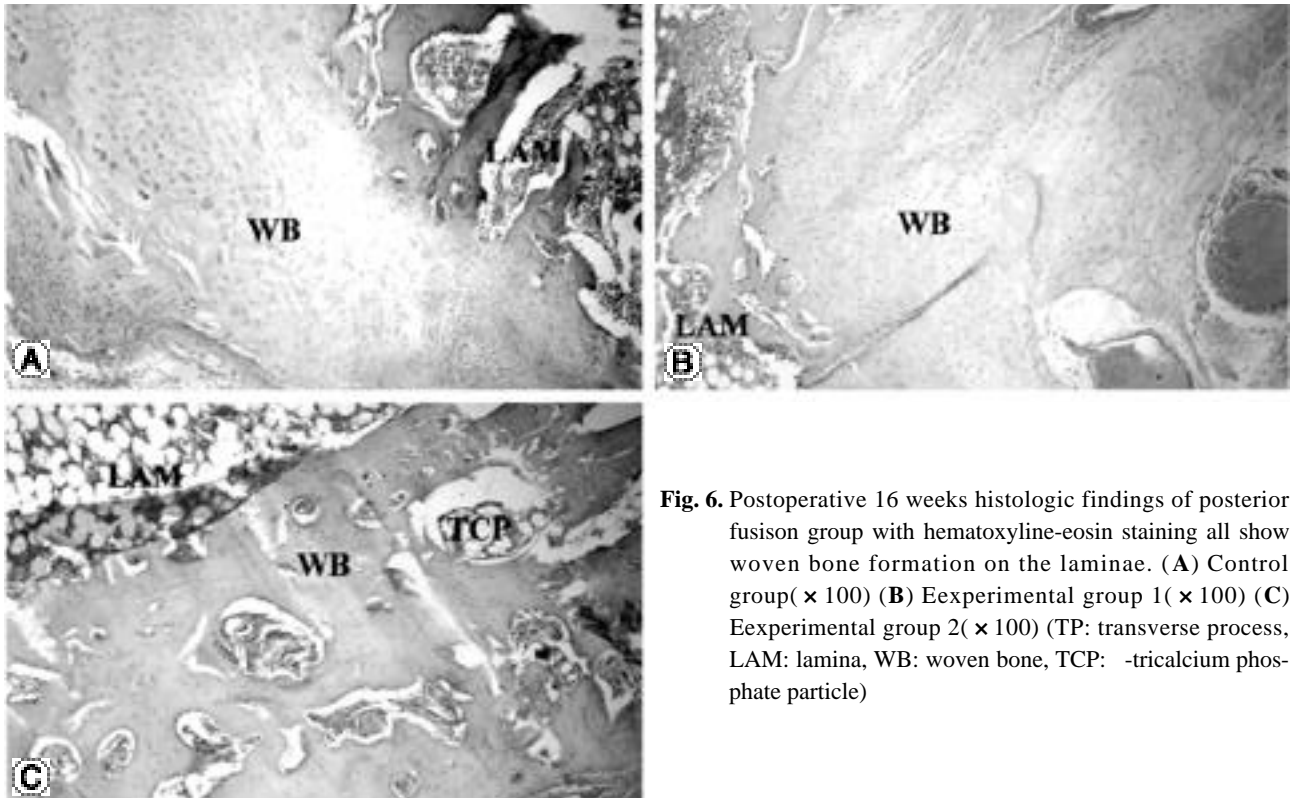 LAM
WB
A
WB
LAM
B
LAM
TCP
WB
C
Fig. 6. Postoperative 16 weeks histologic findings of posterior
fusison group with hematoxyline-eosin staining all show
woven bone formation on the laminae. (A) Control
group( × 100) (B) Eexperimental group 1( × 100) (C)
Eexperimental group 2( × 100) (TP: transverse process,
LAM: lamina, WB: woven bone, TCP: -tricalcium phos-
phate particle)